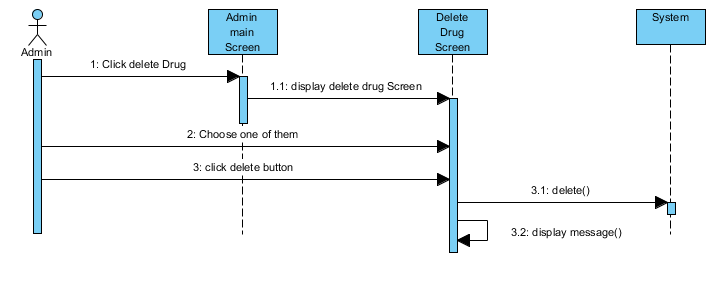 Admin
Admin
main
Screen
Delete
Drug
Screen
System
1: Click delete Drug
1.1: display delete drug Screen
2: Choose one of them
3: click delete button
3.1: delete()
3.2: display message()